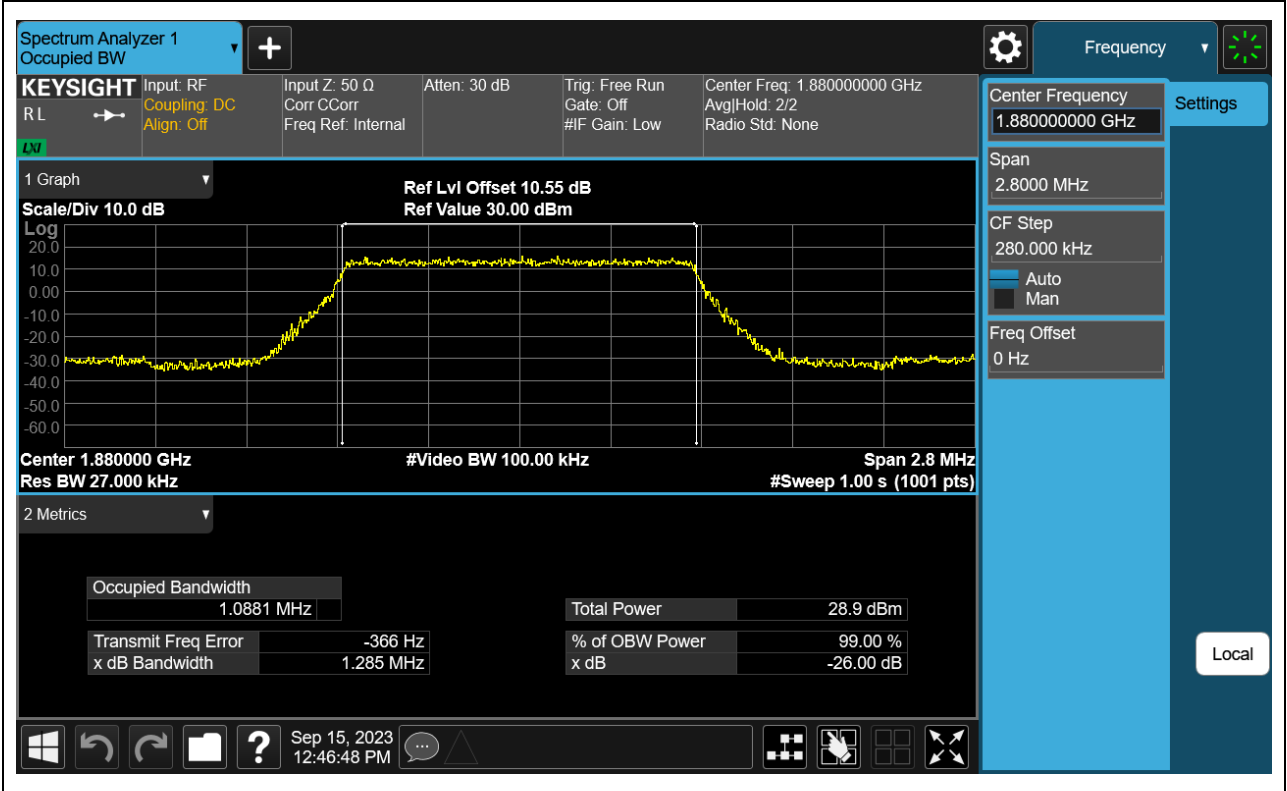 Spectrum Analyzer 1
Occupied BW
+
Frequency
KEYSIGHT
R L
LXI
Input: RF
Coupling: DC
Align: Off
Input Z: 50 Ω
Corr CCorr
Freq Ref: Internal
Atten: 30 dB
Trig: Free Run
Gate: Off
#IF Gain: Low
Center Freq: 1.880000000 GHz
Avg|Hold: 2/2
Radio Std: None
Center Frequency
1.880000000 GHz
Settings
Span
2.8000 MHz
CF Step
280.000 kHz
Auto
Man
Freq Offset
0 Hz
Local
1 Graph
Scale/Div 10.0 dB
Ref Lvl Offset 10.55 dB
Ref Value 30.00 dBm
Log
20.0
10.0
0.00
-10.0
-20.0
-30.0
-40.0
-50.0
-60.0
Center 1.880000 GHz
#Video BW 100.00 kHz
Span 2.8 MHz
Res BW 27.000 kHz
#Sweep 1.00 s (1001 pts)
2 Metrics
Occupied Bandwidth
1.0881 MHz
Total Power 28.9 dBm
Transmit Freq Error -366 Hz
% of OBW Power 99.00 %
x dB Bandwidth 1.285 MHz
x dB -26.00 dB
?
Sep 15, 2023
12:46:48 PM